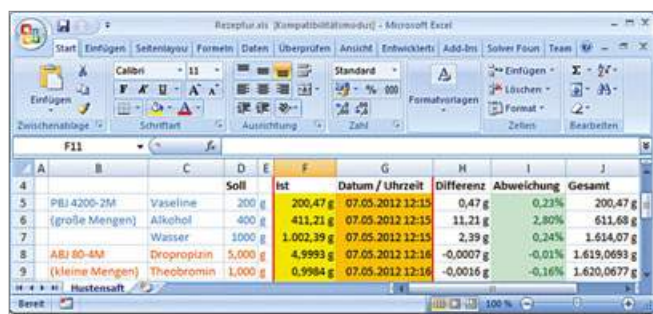 Rezeptur.xls [Kompatibilitätsmodus] - Microsoft Excel
Start Einfügen Seitenlayou Formeln Daten Überprüfen Ansicht Entwicklerts Add-Ins Solver Foun Team
Calibri 11 Standard Einfügen
F K U A A % 000 Löschen
Einfügen Formatvorlagen Format
Zwischenablage Schriftart Ausrichtung Zahl Zellen Bearbeiten
F11 fx
A B C D E F G H I J
4 Soll Ist Datum / Uhrzeit Differenz Abweichung Gesamt
5 PBJ 4200-2M Vaseline 200 g 200,47 g 07.05.2012 12:15 0,47 g 0,23% 200,47 g
6 (große Mengen) Alkohol 400 g 411,21 g 07.05.2012 12:15 11,21 g 2,80% 611,68 g
7 Wasser 1000 g 1.002,39 g 07.05.2012 12:15 2,39 g 0,24% 1.614,07 g
8 ABJ 80-4M Dropropizin 5,000 g 4,9993 g 07.05.2012 12:16 -0,0007 g -0,01% 1.619,0693 g
9 (kleine Mengen) Theobromin 1,000 g 0,9984 g 07.05.2012 12:16 -0,0016 g -0,16% 1.620,0677 g
Hustensaft
Bereit 100 %